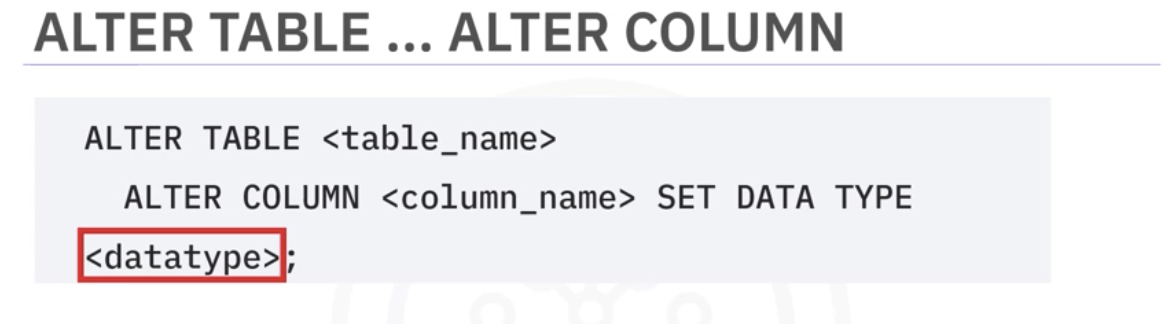 ALTER TABLE ... ALTER COLUMN
ALTER TABLE <table_name>
ALTER COLUMN <column_name> SET DATA TYPE
<datatype>;